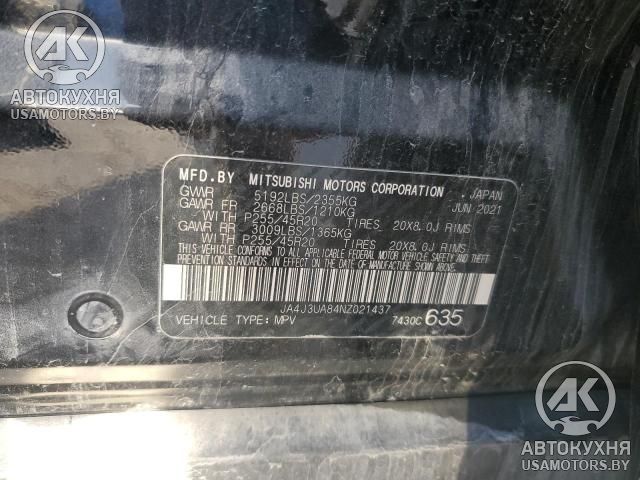 AK
АВТОКУХНЯ
USAMOTORS.BY
MFD.BY MITSUBISHI MOTORS CORPORATION JAPAN
GVWR 5192LBS/2355KG JUN 2021
GAWR FR 2668LBS/1210KG
WITH P255/45R20 TIRES 20X8.0J RIMS
GAWR RR 3009LBS/1365KG
WITH P255/45R20 TIRES 20X8.0J RIMS
THIS VEHICLE CONFORMS TO ALL APPLICABLE FEDERAL MOTOR VEHICLE SAFETY AND THEFT
PREVENTION STANDARDS IN EFFECT ON THE DATE OF MANUFACTURE SHOWN ABOVE.
JA4J3UA84NZ021437
VEHICLE TYPE:MPV 7430C 635
AK
АВТОКУХНЯ
USAMOTORS.BY